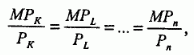 MP_K / P_K = MP_L / P_L = ... = MP_n / P_n,